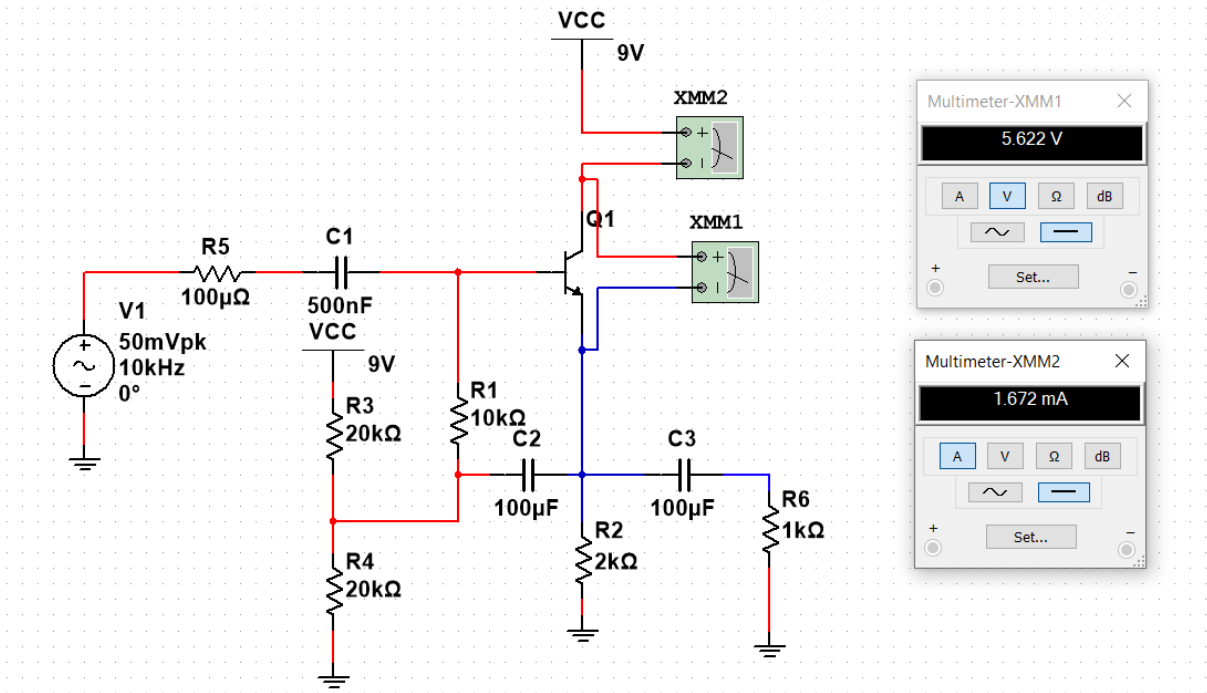 VCC
9V
XMM2
Q1
XMM1
R5
100µΩ
C1
500nF
V1
50mVpk
10kHz
0°
VCC
9V
R3
20kΩ
R1
10kΩ
C2
100µF
C3
100µF
R4
20kΩ
R2
2kΩ
R6
1kΩ
Multimeter-XMM1
5.622 V
A V Ω dB
+ Set... −
Multimeter-XMM2
1.672 mA
A V Ω dB
+ Set... −